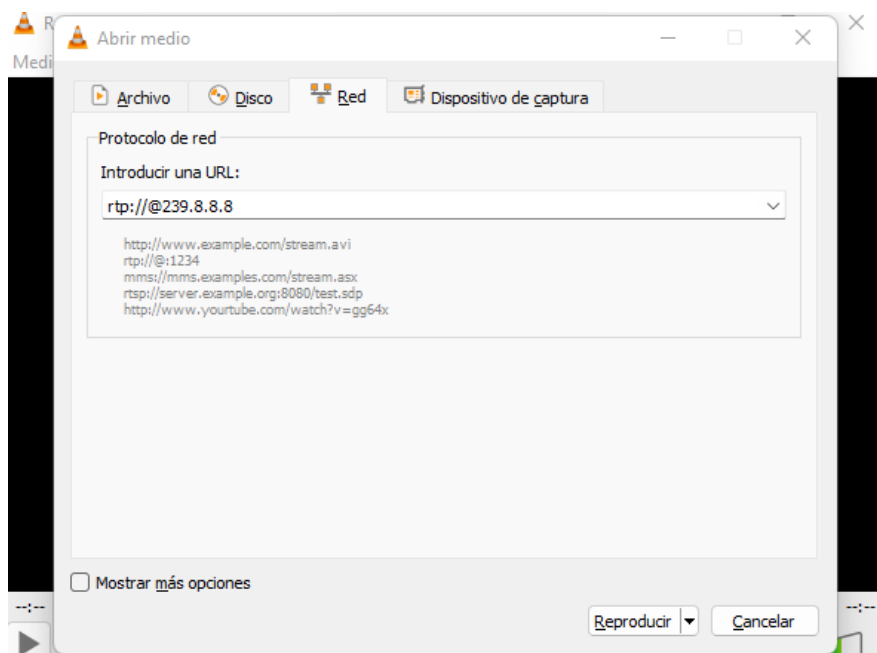 R
Abrir medio
Medi
Archivo
Disco
Red
Dispositivo de captura
Protocolo de red
Introducir una URL:
rtp://@239.8.8.8
http://www.example.com/stream.avi
rtp://@:1234
mms://mms.examples.com/stream.asx
rtsp://server.example.org:8080/test.sdp
http://www.yourtube.com/watch?v=gg64x
Mostrar más opciones
--:--
--:--
Reproducir
Cancelar